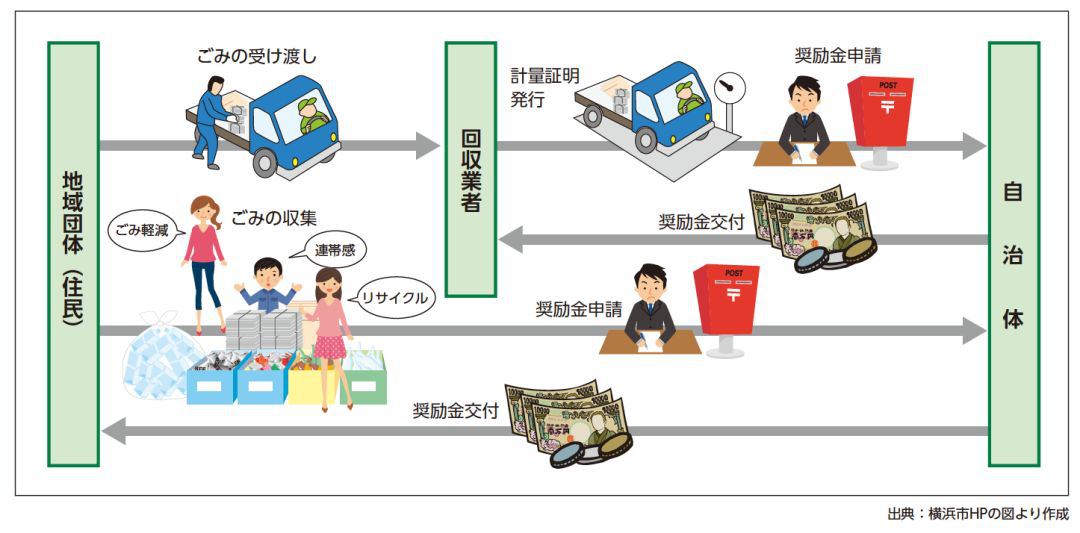 ごみの受け渡し
計量証明
発行
奨励金申請
POST
〒
地域団体（住民）
回収業者
自治体
ごみ軽減
ごみの収集
連帯感
リサイクル
奨励金交付
奨励金申請
POST
〒
奨励金交付
出典：横浜市HPの図より作成